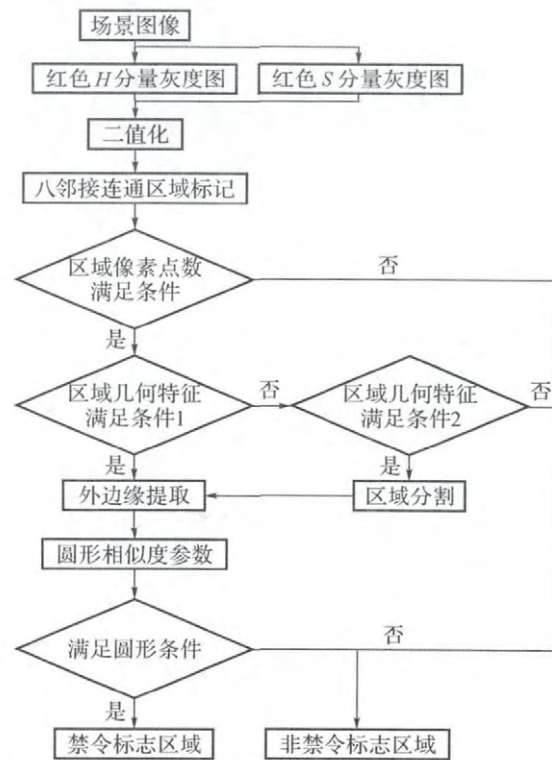 场景图像
红色H分量灰度图
红色S分量灰度图
二值化
八邻接连通区域标记
区域像素点数
满足条件
否
是
区域几何特征
满足条件1
否
区域几何特征
满足条件2
否
是
是
外边缘提取
区域分割
圆形相似度参数
满足圆形条件
否
是
禁令标志区域
非禁令标志区域